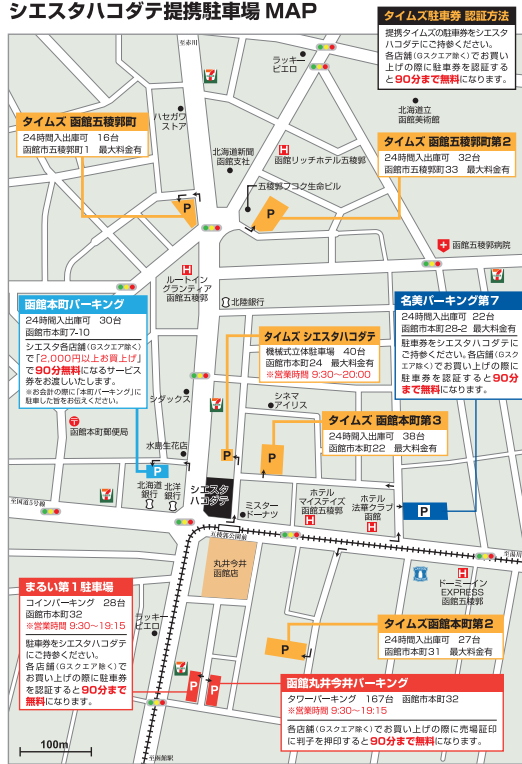 シエスタハコダテ提携駐車場 MAP
タイムズ駐車券 認証方法
提携タイムズの駐車券をシエスタ
ハコダテにご持参ください。
各店舗(Gスクエア除く)でお買い
上げの際に駐車券を認証する
と90分まで無料になります。
至赤川
ラッキー
ピエロ
北海道立
函館美術館
ハセガワ
ストア
タイムズ 函館五稜郭町
24時間入出庫可 16台
函館市五稜郭町1 最大料金有
北海道新聞
函館支社
函館リッチホテル五稜郭
タイムズ 函館五稜郭町第2
24時間入出庫可 32台
函館市五稜郭町33 最大料金有
五稜郭フコク生命ビル
P
P
函館五稜郭病院
ルートイン
グランティア
函館五稜郭
北陸銀行
函館本町パーキング
24時間入出庫可 30台
函館市本町7-10
シエスタ各店舗(Gスクエア除く)
で「2,000円以上お買上げ」
で90分無料になるサービス
券をお渡しいたします。
※お会計の際に「本町パーキング」に
駐車した旨をお伝えください。
名美パーキング第7
24時間入出庫可 22台
函館市本町28-2 最大料金有
駐車券をシエスタハコダテ
にご持参ください。各店舗(Gスク
エア除く)でお買い上げの際に
駐車券を認証すると90分
まで無料になります。
タイムズ シエスタハコダテ
機械式立体駐車場 40台
函館市本町24 最大料金有
※営業時間 9:30〜20:00
シダックス
シネマ
アイリス
タイムズ 函館本町第3
24時間入出庫可 38台
函館市本町22 最大料金有
函館本町郵便局
水島生花店
P
P
P
北海道
銀行
北洋
銀行
シエスタ
ハコダテ
ミスター
ドーナツ
ホテル
マイステイズ
函館五稜郭
ホテル
法華クラブ
函館
P
至国道5号線
五稜郭公園前
至湯川
丸井今井
函館店
ドーミーイン
EXPRESS
函館五稜郭
まるい第1駐車場
コインパーキング 28台
函館市本町32
※営業時間 9:30〜19:15
駐車券をシエスタハコダテ
にご持参ください。
各店舗(Gスクエア除く)で
お買い上げの際に駐車券
を認証すると90分まで
無料になります。
ラッキー
ピエロ
タイムズ函館本町第2
24時間入出庫可 27台
函館市本町31 最大料金有
P
P
P
函館丸井今井パーキング
タワーパーキング 167台 函館市本町32
※営業時間 9:30〜19:15
各店舗(Gスクエア除く)でお買い上げの際に売場証印
に判子を押印すると90分まで無料になります。
100m
至函館駅